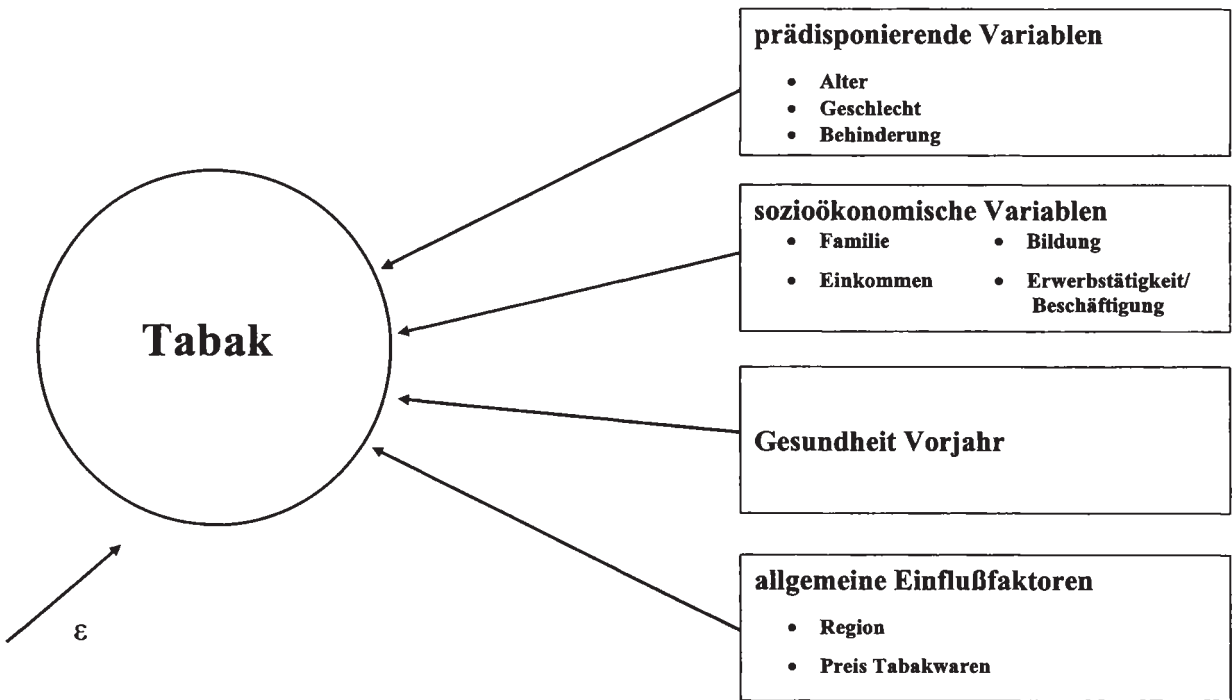 prädisponierende Variablen
• Alter
• Geschlecht
• Behinderung
sozioökonomische Variablen
• Familie • Bildung
• Einkommen • Erwerbstätigkeit/
Beschäftigung
Tabak
Gesundheit Vorjahr
allgemeine Einflußfaktoren
• Region
• Preis Tabakwaren
ε